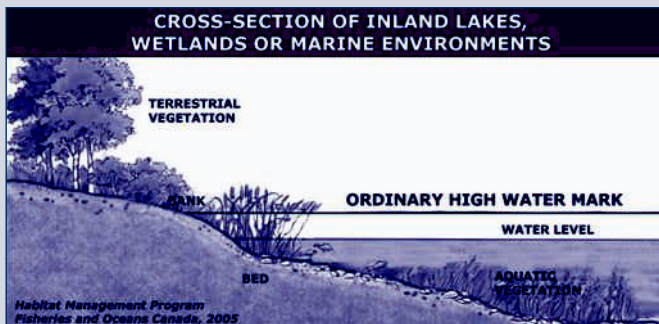 CROSS-SECTION OF INLAND LAKES,
WETLANDS OR MARINE ENVIRONMENTS
TERRESTRIAL
VEGETATION
BANK
ORDINARY HIGH WATER MARK
WATER LEVEL
BED
AQUATIC
VEGETATION
Habitat Management Program
Fisheries and Oceans Canada, 2005